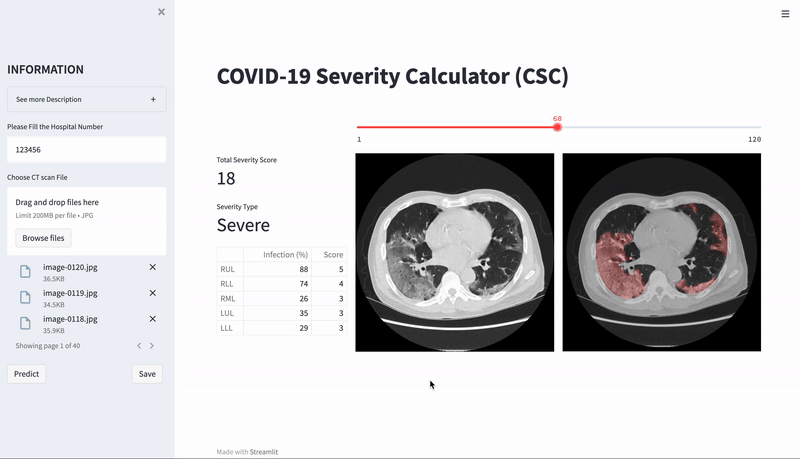 INFORMATION
See more Description +
Please Fill the Hospital Number
123456
Choose CT scan File
Drag and drop files here
Limit 200MB per file • JPG
Browse files
image-0120.jpg
36.5KB
image-0119.jpg
34.5KB
image-0118.jpg
35.9KB
Showing page 1 of 40
Predict Save
COVID-19 Severity Calculator (CSC)
68
1 120
Total Severity Score
18
Severity Type
Severe
Infection (%) Score
RUL 88 5
RLL 74 4
RML 26 3
LUL 35 3
LLL 29 3
Made with Streamlit